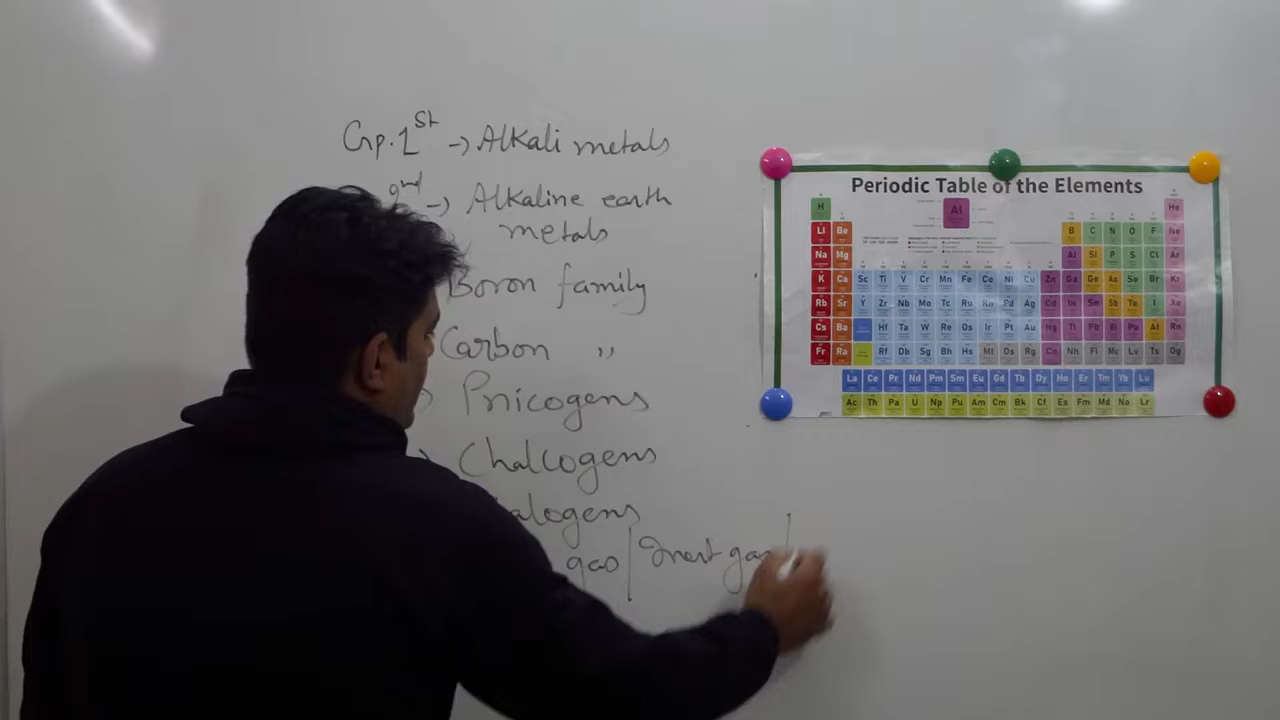 Gp. 1st → Alkali metals
2nd → Alkaline earth
metals
Boron family
Carbon "
Pnicogens
Chalcogens
alogens
gas | Inert gas |
Periodic Table of the Elements
Al
H He
Li Be B C N O F Ne
Na Mg Al Si P S Cl Ar
K Ca Sc Ti V Cr Mn Fe Co Ni Cu Zn Ga Ge As Se Br Kr
Rb Sr Y Zr Nb Mo Tc Ru Rh Pd Ag Cd In Sn Sb Te I Xe
Cs Ba Hf Ta W Re Os Ir Pt Au Hg Tl Pb Bi Po At Rn
Fr Ra Rf Db Sg Bh Hs Mt Ds Rg Cn Nh Fl Mc Lv Ts Og
La Ce Pr Nd Pm Sm Eu Gd Tb Dy Ho Er Tm Yb Lu
Ac Th Pa U Np Pu Am Cm Bk Cf Es Fm Md No Lr